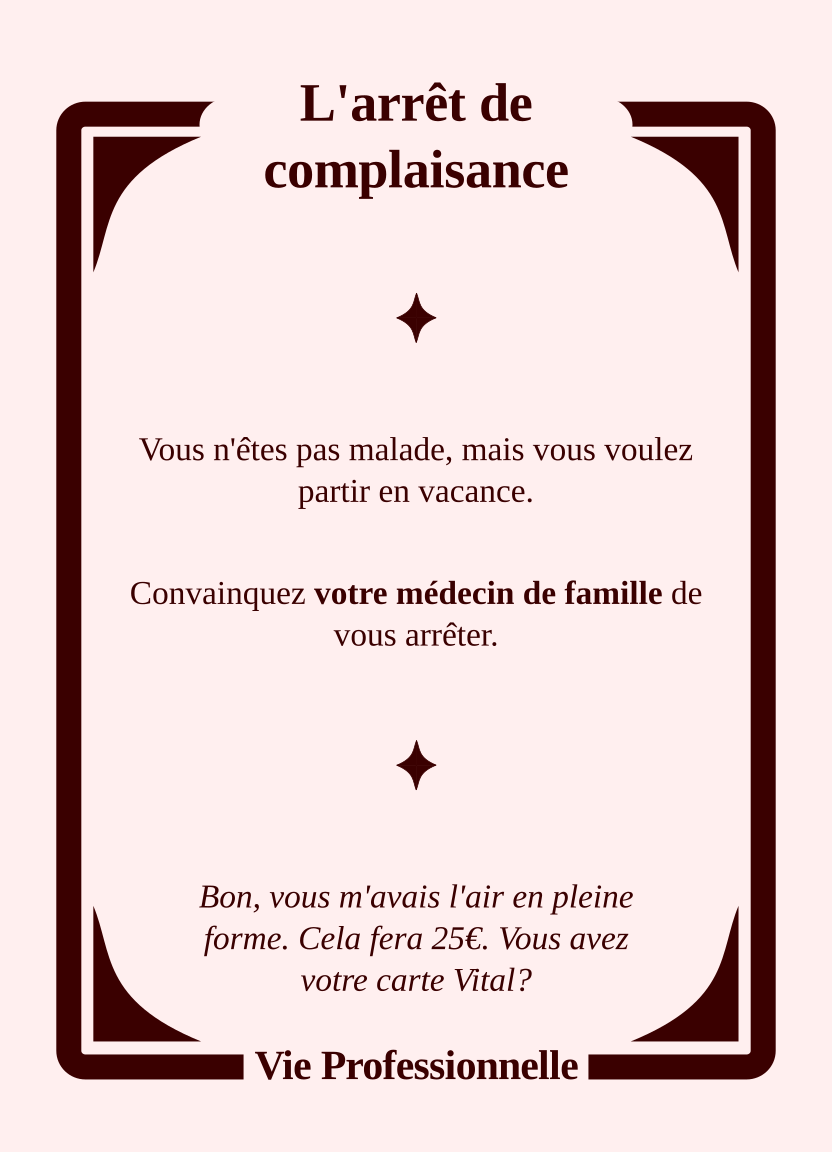 L'arrêt de
complaisance
Vous n'êtes pas malade, mais vous voulez
partir en vacance.
Convainquez votre médecin de famille de
vous arrêter.
Bon, vous m'avais l'air en pleine
forme. Cela fera 25€. Vous avez
votre carte Vital?
Vie Professionnelle